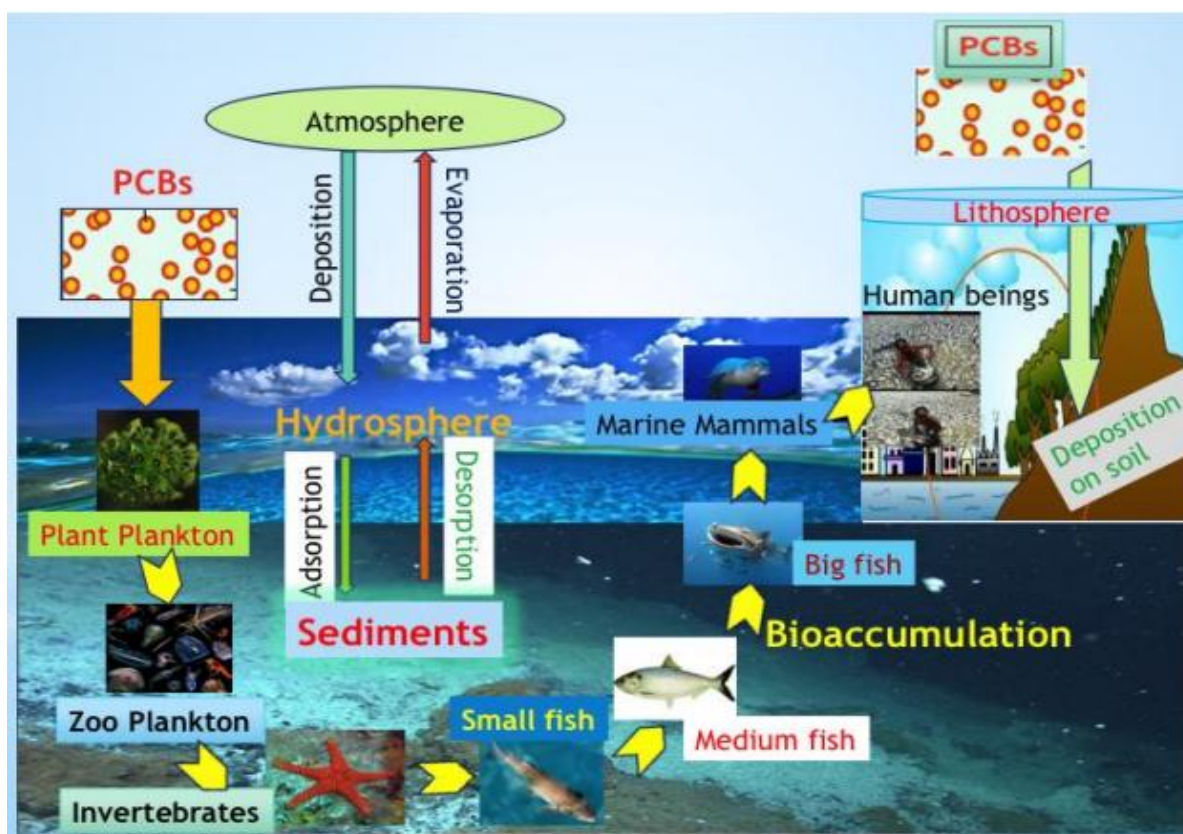 PCBs
Atmosphere
PCBs
Deposition
Evaporation
Lithosphere
Human beings
Hydrosphere
Marine Mammals
Deposition
on soil
Adsorption
Desorption
Plant Plankton
Big fish
Sediments
Bioaccumulation
Zoo Plankton
Small fish
Medium fish
Invertebrates